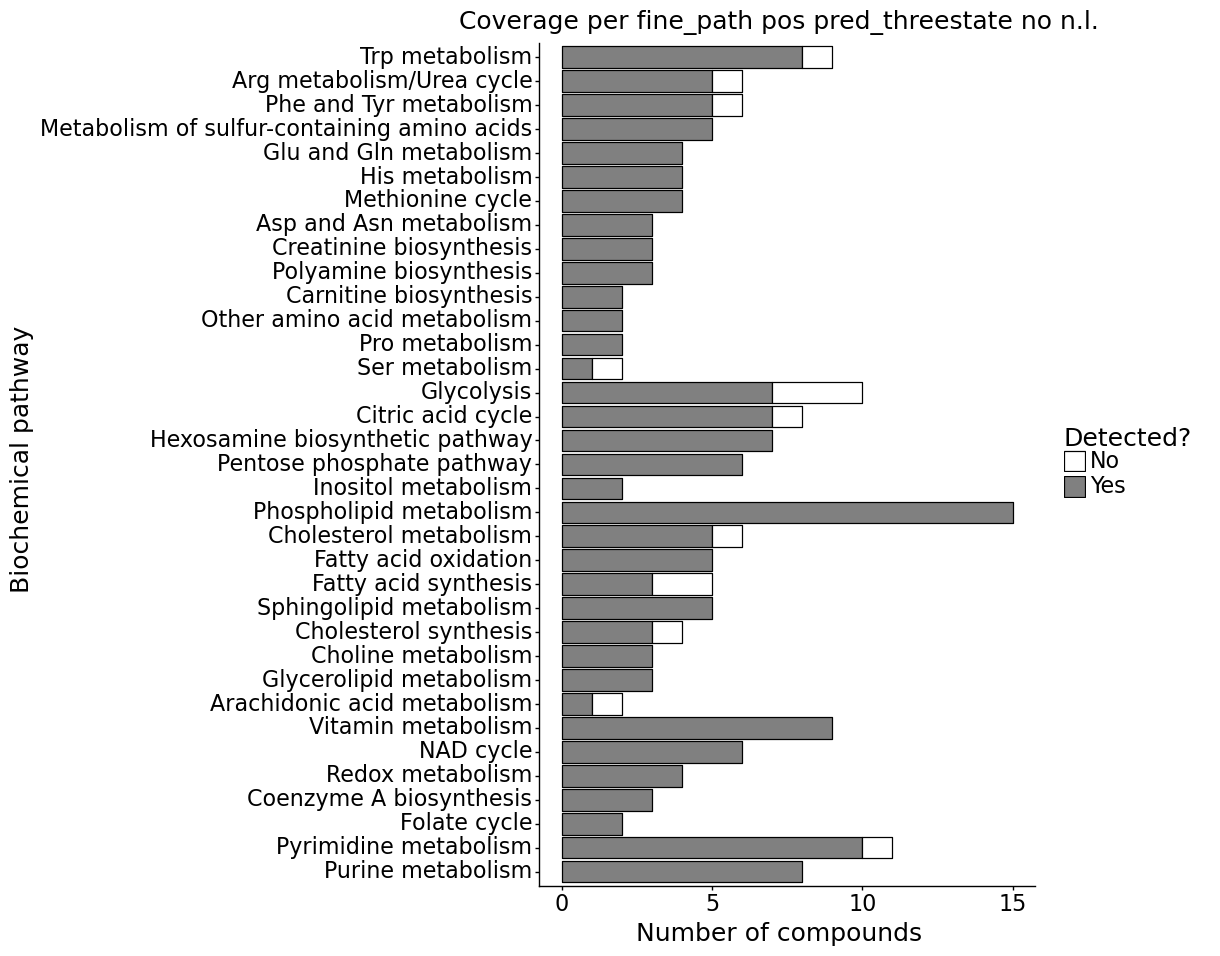 Coverage per fine_path pos pred_threestate no n.l.
Trp metabolism
Arg metabolism/Urea cycle
Phe and Tyr metabolism
Metabolism of sulfur-containing amino acids
Glu and Gln metabolism
His metabolism
Methionine cycle
Asp and Asn metabolism
Creatinine biosynthesis
Polyamine biosynthesis
Carnitine biosynthesis
Other amino acid metabolism
Pro metabolism
Ser metabolism
Glycolysis
Citric acid cycle
Hexosamine biosynthetic pathway
Pentose phosphate pathway
Inositol metabolism
Phospholipid metabolism
Cholesterol metabolism
Fatty acid oxidation
Fatty acid synthesis
Sphingolipid metabolism
Cholesterol synthesis
Choline metabolism
Glycerolipid metabolism
Arachidonic acid metabolism
Vitamin metabolism
NAD cycle
Redox metabolism
Coenzyme A biosynthesis
Folate cycle
Pyrimidine metabolism
Purine metabolism
Biochemical pathway
0 5 10 15
Number of compounds
Detected?
No
Yes